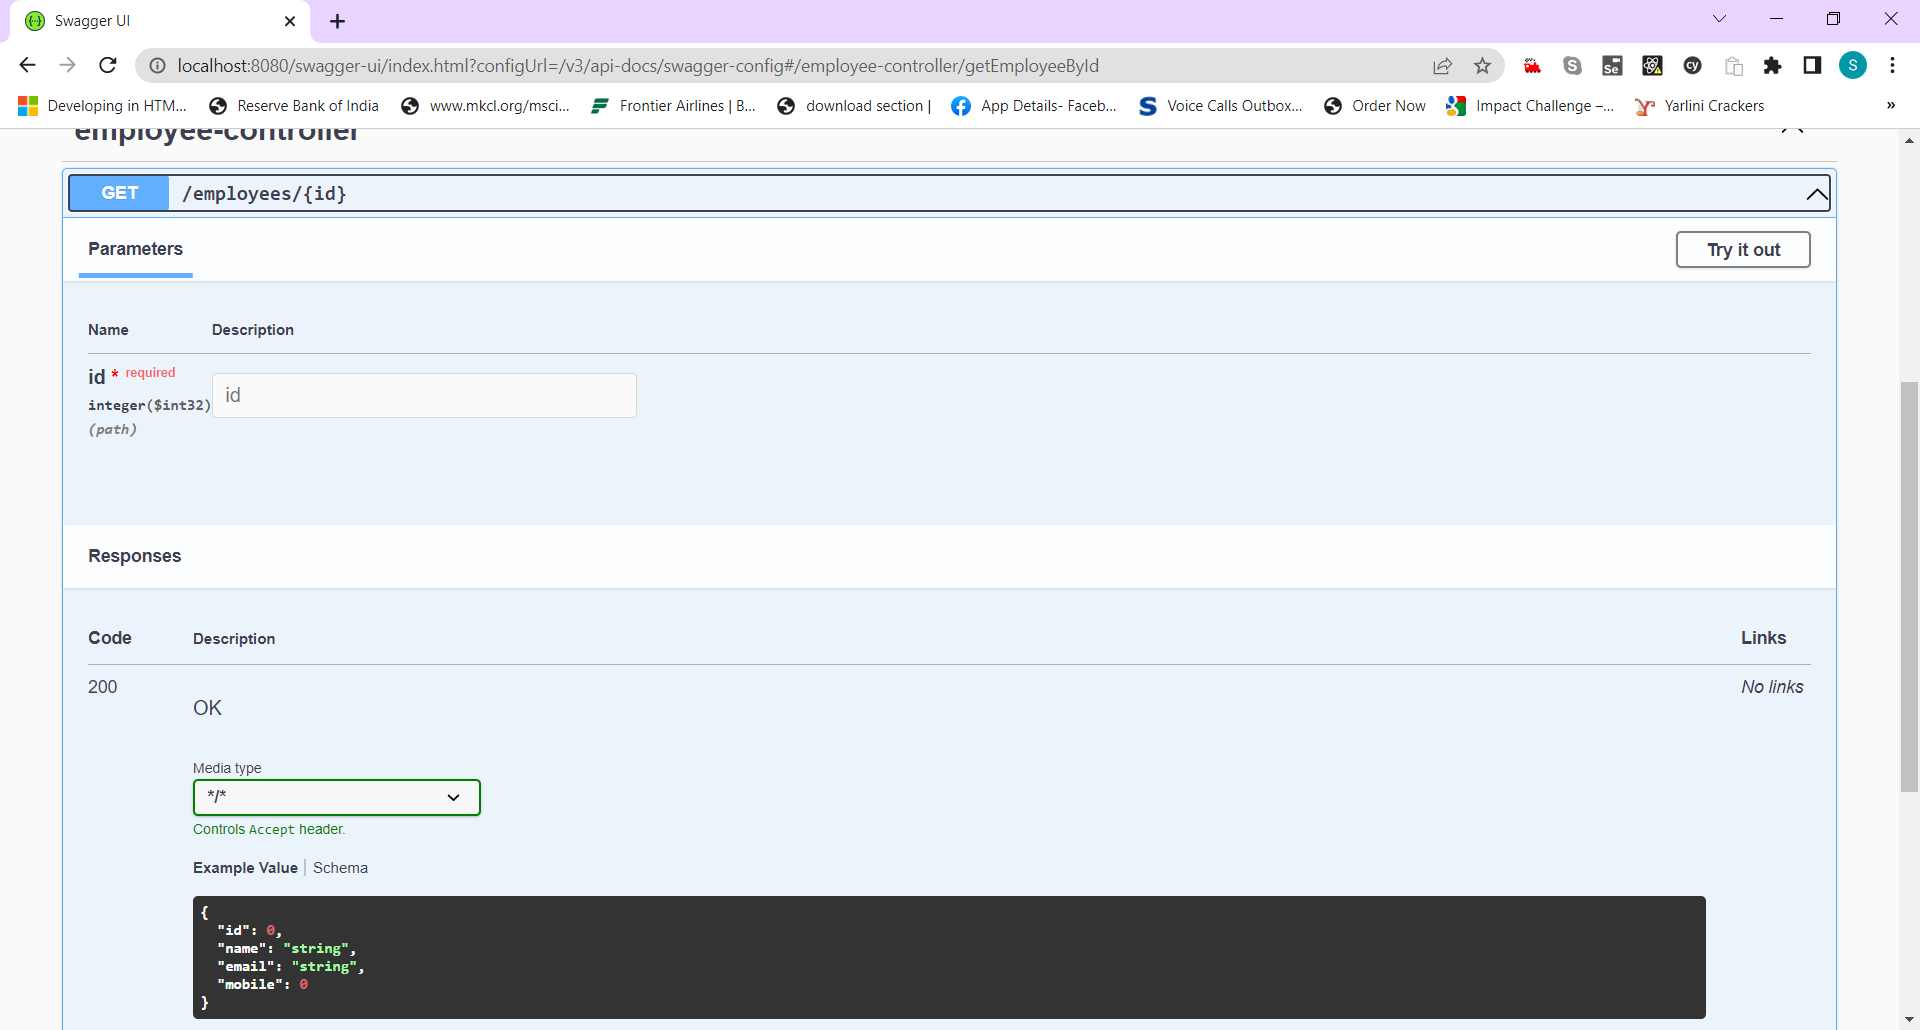 Swagger UI
localhost:8080/swagger-ui/index.html?configUrl=/v3/api-docs/swagger-config#/employee-controller/getEmployeeById
Se
cy
S
Developing in HTM...
Reserve Bank of India
www.mkcl.org/msci...
Frontier Airlines | B...
download section |
App Details- Faceb...
Voice Calls Outbox...
Order Now
Impact Challenge –...
Yarlini Crackers
»
employee-controller
GET /employees/{id}
Parameters
Try it out
Name Description
id * required
id
integer($int32)
(path)
Responses
Code Description Links
200 No links
OK
Media type
*/*
Controls Accept header.
Example Value | Schema
{
"id": 0,
"name": "string",
"email": "string",
"mobile": 0
}